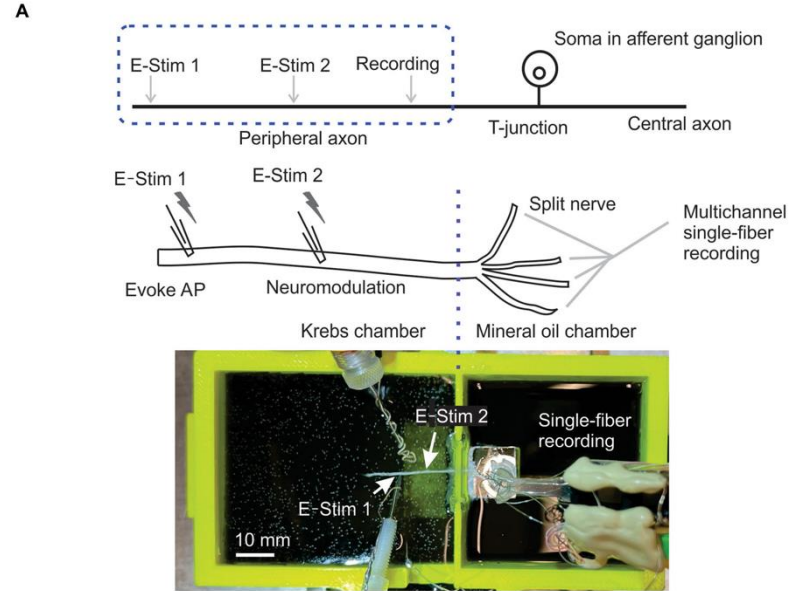 A
Soma in afferent ganglion
E-Stim 1
E-Stim 2
Recording
Peripheral axon
T-junction
Central axon
E-Stim 1
E-Stim 2
Split nerve
Multichannel
single-fiber
recording
Evoke AP
Neuromodulation
Krebs chamber
Mineral oil chamber
E-Stim 2
Single-fiber
recording
E-Stim 1
10 mm